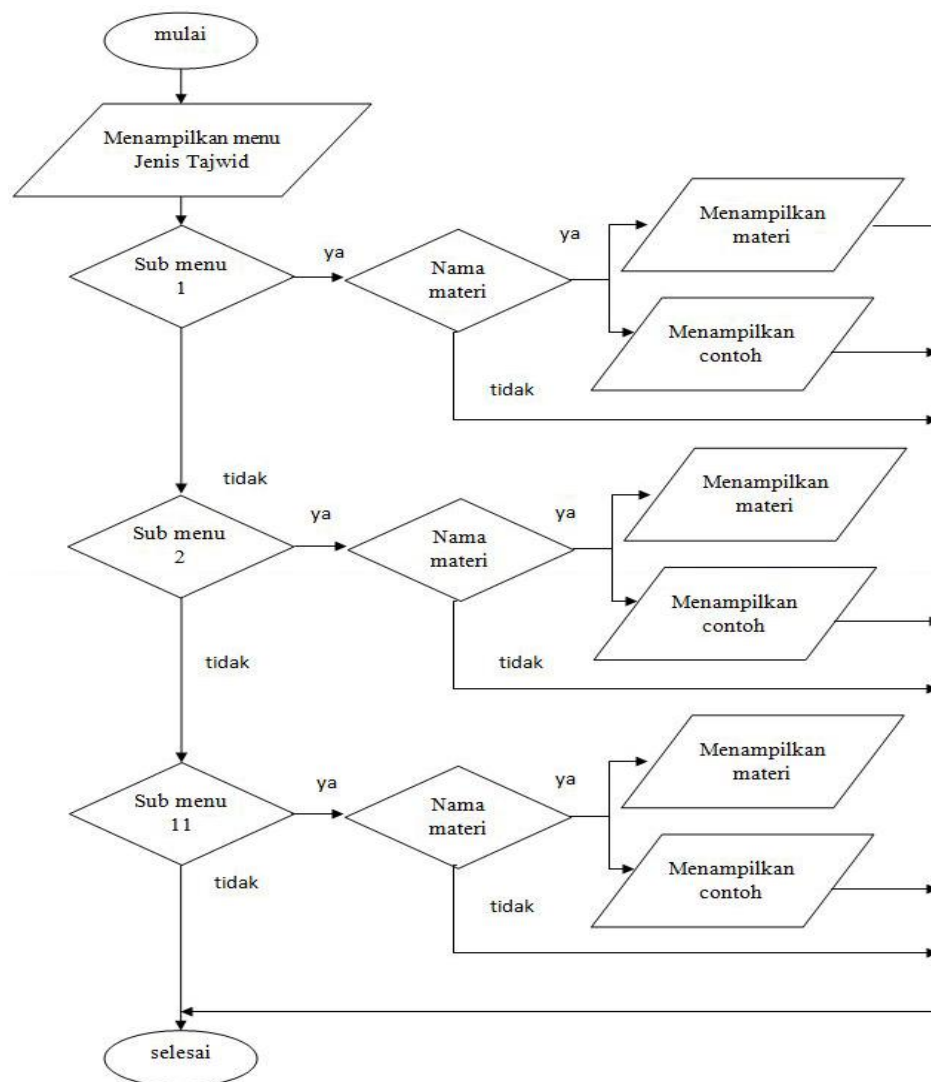 mulai
Menampilkan menu
Jenis Tajwid
Sub menu
1
ya
Nama
materi
ya
Menampilkan
materi
Menampilkan
contoh
tidak
tidak
Sub menu
2
ya
Nama
materi
ya
Menampilkan
materi
Menampilkan
contoh
tidak
tidak
Sub menu
11
ya
Nama
materi
ya
Menampilkan
materi
Menampilkan
contoh
tidak
tidak
selesai